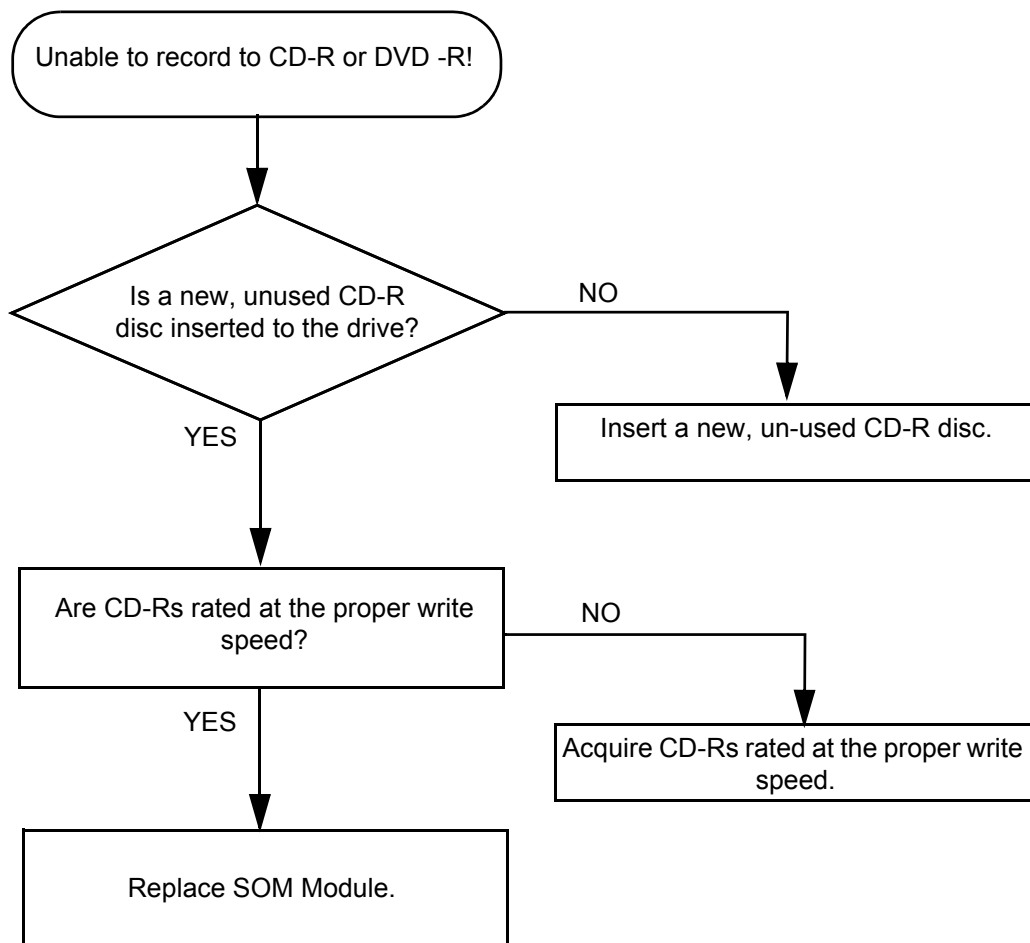 Unable to record to CD-R or DVD -R!
Is a new, unused CD-R
disc inserted to the drive?
NO
Insert a new, un-used CD-R disc.
YES
Are CD-Rs rated at the proper write
speed?
NO
Acquire CD-Rs rated at the proper write
speed.
YES
Replace SOM Module.